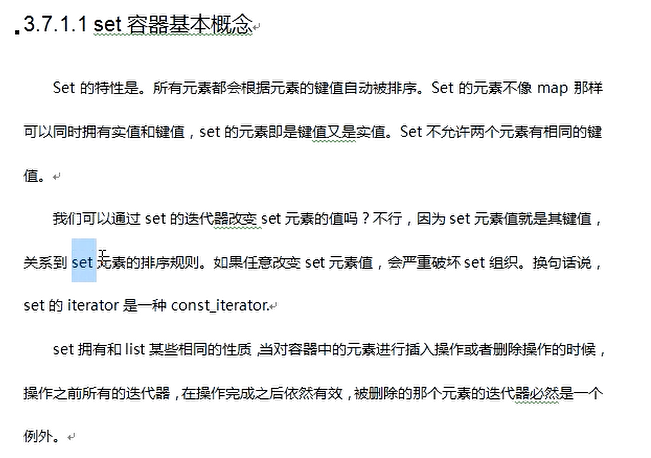 3.7.1.1 set 容器基本概念
Set 的特性是。所有元素都会根据元素的键值自动被排序。Set 的元素不像 map 那样
可以同时拥有实值和键值，set 的元素即是键值又是实值。Set 不允许两个元素有相同的键
值。
我们可以通过 set 的迭代器改变 set 元素的值吗？不行，因为 set 元素值就是其键值，
关系到 set 元素的排序规则。如果任意改变 set 元素值，会严重破坏 set 组织。换句话说，
set 的 iterator 是一种 const_iterator.
set 拥有和 list 某些相同的性质，当对容器中的元素进行插入操作或者删除操作的时候，
操作之前所有的迭代器，在操作完成之后依然有效，被删除的那个元素的迭代器必然是一个
例外。